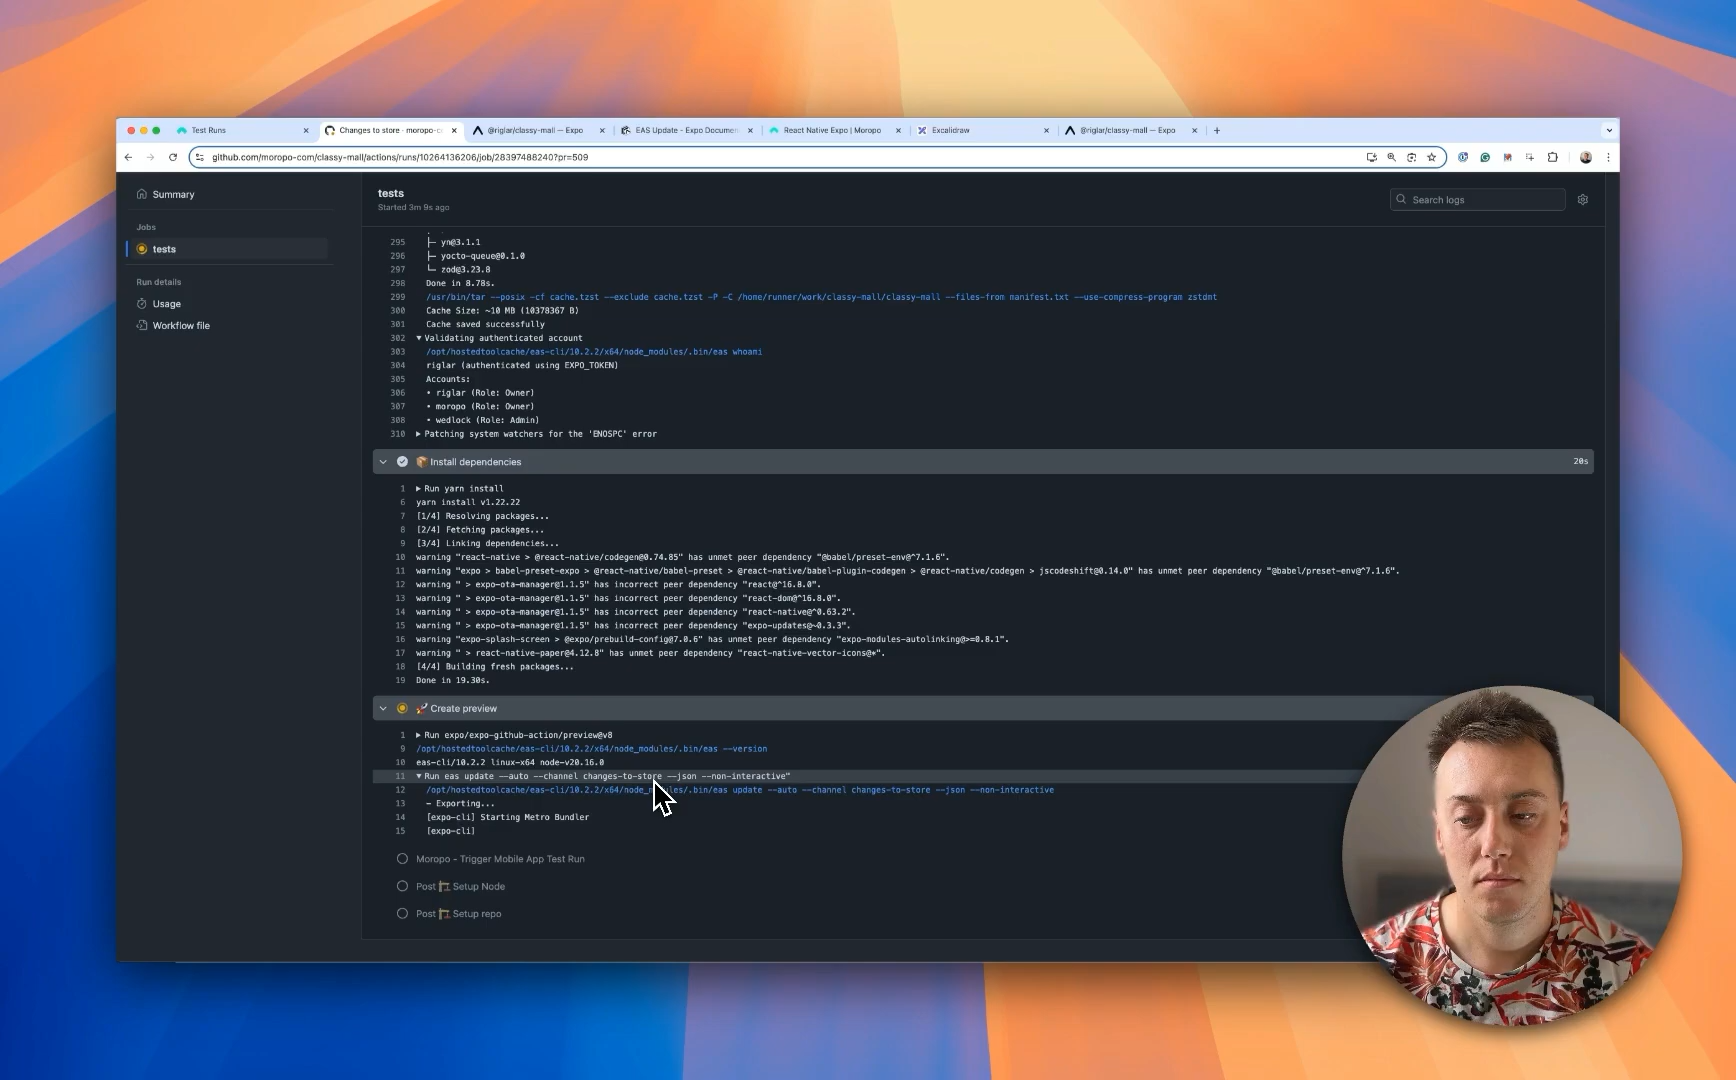 Test Runs
Changes to store · moropo-c
@riglar/classy-mall — Expo
EAS Update - Expo Documen
React Native Expo | Moropo
Excalidraw
@riglar/classy-mall — Expo
github.com/moropo-com/classy-mall/actions/runs/10264136206/job/28397488240?pr=509
Summary
Jobs
tests
Run details
Usage
Workflow file
tests
Started 3m 9s ago
Search logs
295 ├─ yn@3.1.1
296 ├─ yocto-queue@0.1.0
297 └─ zod@3.23.8
298 Done in 8.78s.
299 /usr/bin/tar --posix -cf cache.tzst --exclude cache.tzst -P -C /home/runner/work/classy-mall/classy-mall --files-from manifest.txt --use-compress-program zstdmt
300 Cache Size: ~10 MB (10378367 B)
301 Cache saved successfully
302 ▼ Validating authenticated account
303 /opt/hostedtoolcache/eas-cli/10.2.2/x64/node_modules/.bin/eas whoami
304 riglar (authenticated using EXPO_TOKEN)
305 Accounts:
306 • riglar (Role: Owner)
307 • moropo (Role: Owner)
308 • wedlock (Role: Admin)
310 ▶ Patching system watchers for the 'ENOSPC' error
📦 Install dependencies 20s
1 ▶ Run yarn install
6 yarn install v1.22.22
7 [1/4] Resolving packages...
8 [2/4] Fetching packages...
9 [3/4] Linking dependencies...
10 warning "react-native > @react-native/codegen@0.74.85" has unmet peer dependency "@babel/preset-env@^7.1.6".
11 warning "expo > babel-preset-expo > @react-native/babel-preset > @react-native/babel-plugin-codegen > @react-native/codegen > jscodeshift@0.14.0" has unmet peer dependency "@babel/preset-env@^7.1.6".
12 warning " > expo-ota-manager@1.1.5" has incorrect peer dependency "react@^16.8.0".
13 warning " > expo-ota-manager@1.1.5" has incorrect peer dependency "react-dom@^16.8.0".
14 warning " > expo-ota-manager@1.1.5" has incorrect peer dependency "react-native@^0.63.2".
15 warning " > expo-ota-manager@1.1.5" has incorrect peer dependency "expo-updates@~0.3.3".
16 warning "expo-splash-screen > @expo/prebuild-config@7.0.6" has unmet peer dependency "expo-modules-autolinking@>=0.8.1".
17 warning " > react-native-paper@4.12.8" has unmet peer dependency "react-native-vector-icons@*".
18 [4/4] Building fresh packages...
19 Done in 19.30s.
🚀 Create preview
1 ▶ Run expo/expo-github-action/preview@v8
9 /opt/hostedtoolcache/eas-cli/10.2.2/x64/node_modules/.bin/eas --version
10 eas-cli/10.2.2 linux-x64 node-v20.16.0
11 ▼ Run eas update --auto --channel changes-to-store --json --non-interactive"
12 /opt/hostedtoolcache/eas-cli/10.2.2/x64/node_modules/.bin/eas update --auto --channel changes-to-store --json --non-interactive
13 - Exporting...
14 [expo-cli] Starting Metro Bundler
15 [expo-cli]
Moropo - Trigger Mobile App Test Run
Post 🏗 Setup Node
Post 🏗 Setup repo